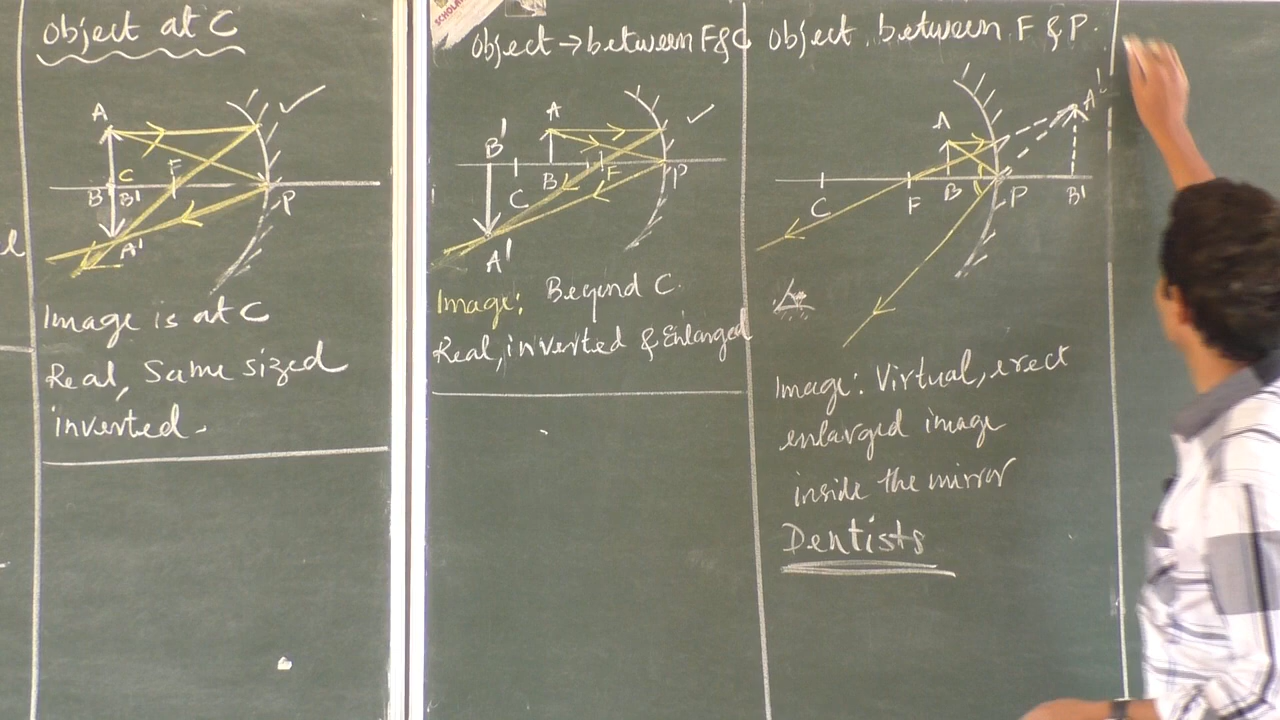 object at C
A
C
F
B
B'
P
A'
Image is at C
Real, Same sized
inverted.
SCHOLAR
object → between F & C
B'
A
C
B
F
P
A'
Image: Beyond C.
Real, inverted & Enlarged
object between F & P.
A
A'
C
F
B
P
B'
Image: Virtual, erect
enlarged image
inside the mirror
Dentists